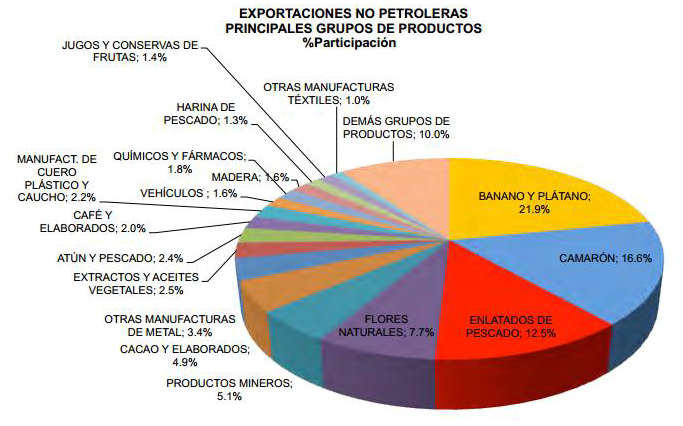 EXPORTACIONES NO PETROLERAS
PRINCIPALES GRUPOS DE PRODUCTOS
%Participación
JUGOS Y CONSERVAS DE
FRUTAS; 1.4%
OTRAS MANUFACTURAS
TÉXTILES; 1.0%
HARINA DE
PESCADO; 1.3%
DEMÁS GRUPOS DE
PRODUCTOS; 10.0%
QUÍMICOS Y FÁRMACOS;
1.8%
MANUFACT. DE
CUERO
PLÁSTICO Y
CAUCHO; 2.2%
MADERA; 1.6%
VEHÍCULOS ; 1.6%
BANANO Y PLÁTANO;
21.9%
CAFÉ Y
ELABORADOS; 2.0%
ATÚN Y PESCADO; 2.4%
CAMARÓN; 16.6%
EXTRACTOS Y ACEITES
VEGETALES; 2.5%
OTRAS MANUFACTURAS
DE METAL; 3.4%
FLORES
NATURALES; 7.7%
ENLATADOS DE
PESCADO; 12.5%
CACAO Y ELABORADOS;
4.9%
PRODUCTOS MINEROS;
5.1%